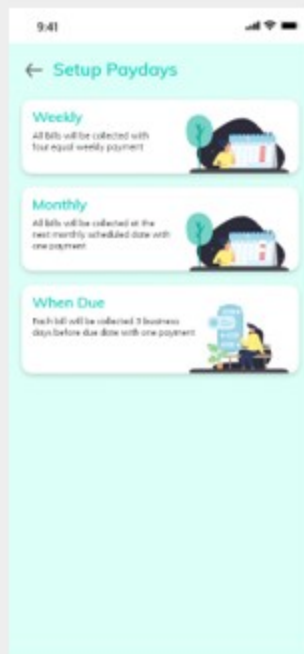 9:41
Setup Paydays
Weekly
All bills will be collected with
four equal weekly payment
Monthly
All bills will be collected at the
next monthly scheduled date with
one payment
When Due
Each bill will be collected 3 business
days before due date with one payment